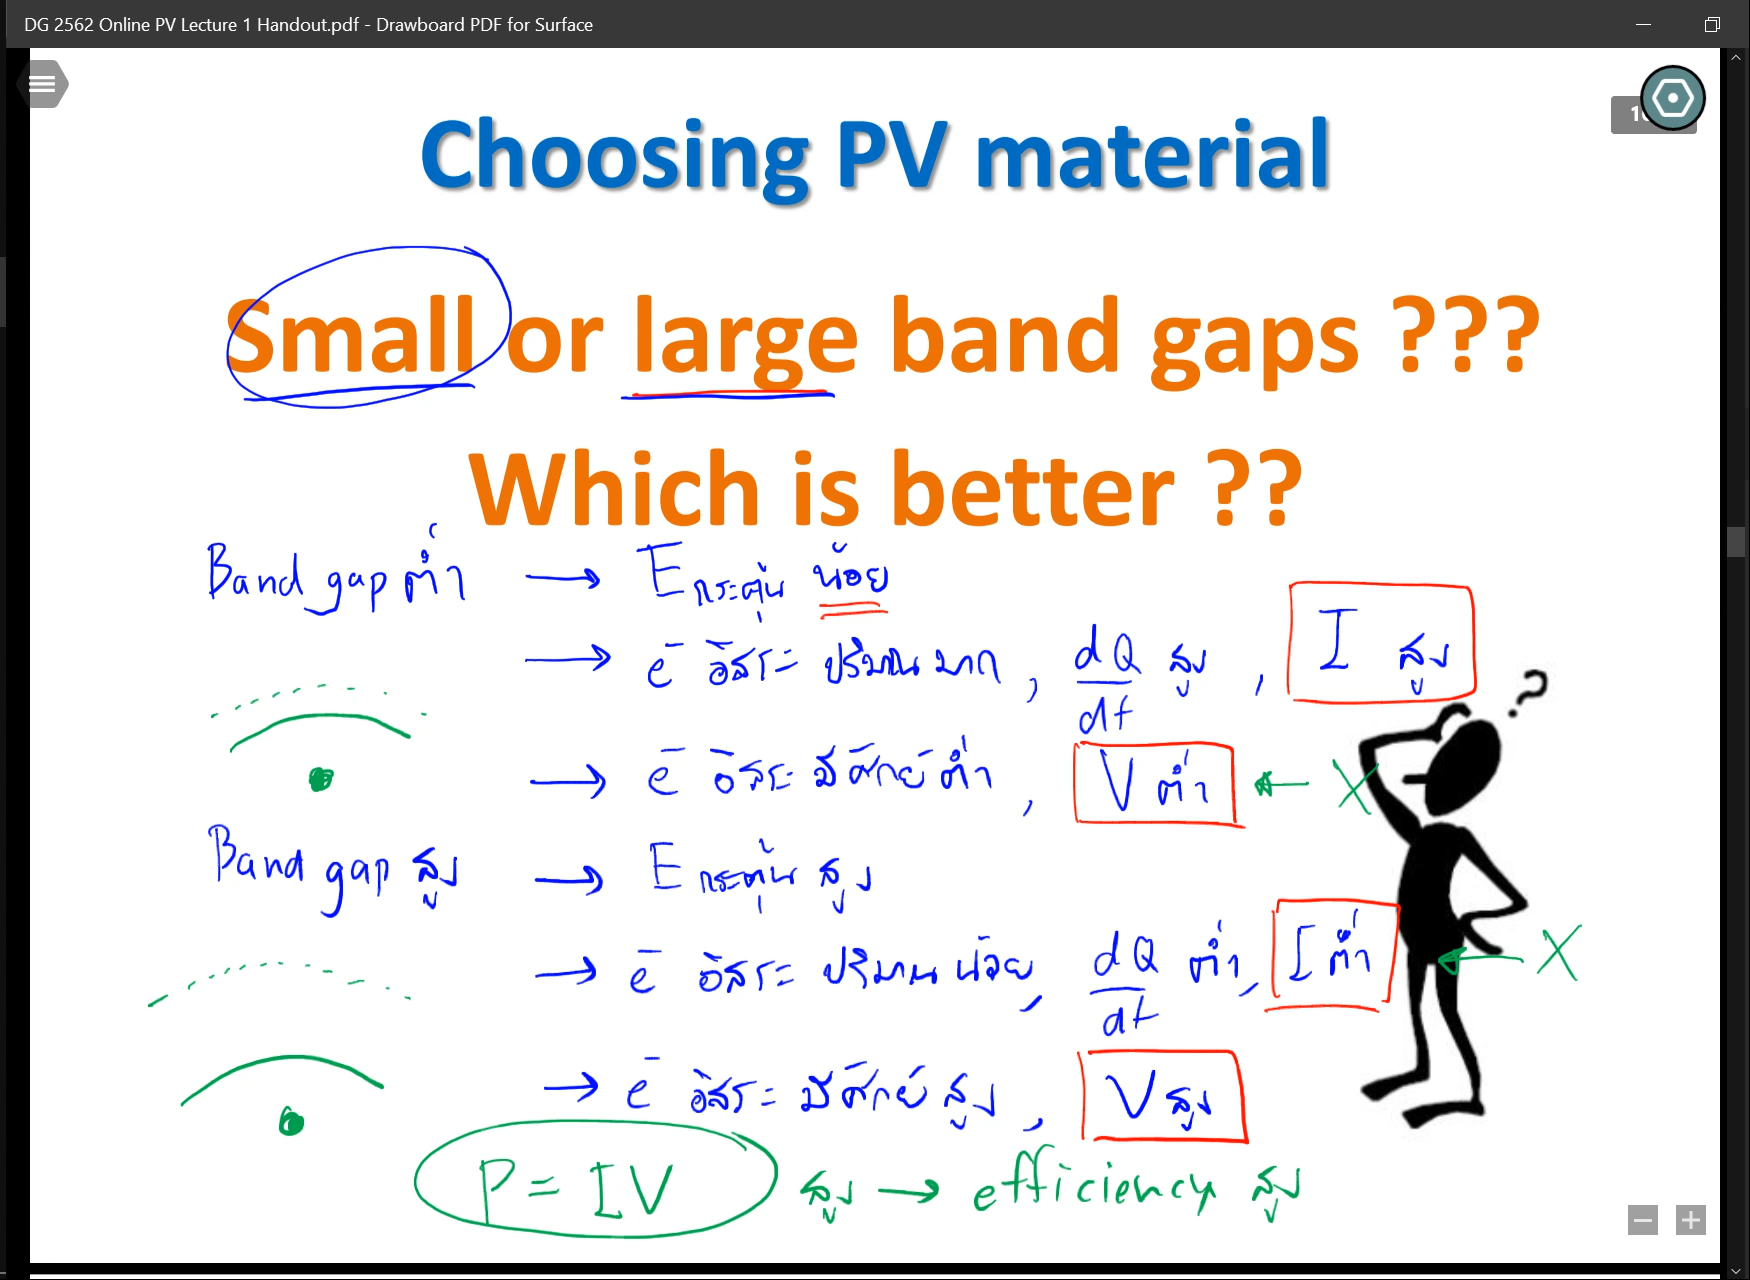 DG 2562 Online PV Lecture 1 Handout.pdf - Drawboard PDF for Surface
Choosing PV material
Small or large band gaps ???
Which is better ??
Band gap ต่ำ → E กระตุ้น น้อย
→ e⁻ อิสระ ปริมาณ มาก , dQ/dt สูง , I สูง
→ e⁻ อิสระ มีศักย์ ต่ำ , V ต่ำ ← X
Band gap สูง → E กระตุ้น สูง
→ e⁻ อิสระ ปริมาณ น้อย, dQ/dt ต่ำ, I ต่ำ ← X
→ e⁻ อิสระ มีศักย์ สูง , V สูง
P = IV สูง → efficiency สูง
?